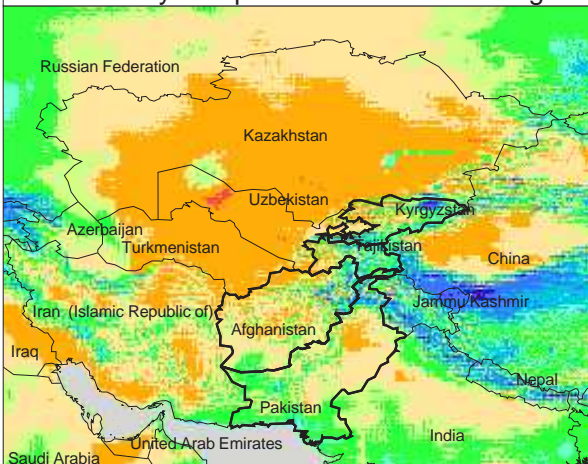 Russian Federation
Kazakhstan
Uzbekistan
Kyrgyzstan
Azerbaijan
Turkmenistan
Tajikistan
China
Iran (Islamic Republic of)
Jammu/Kashmir
Afghanistan
Iraq
Nepal
Pakistan
India
United Arab Emirates
Saudi Arabia